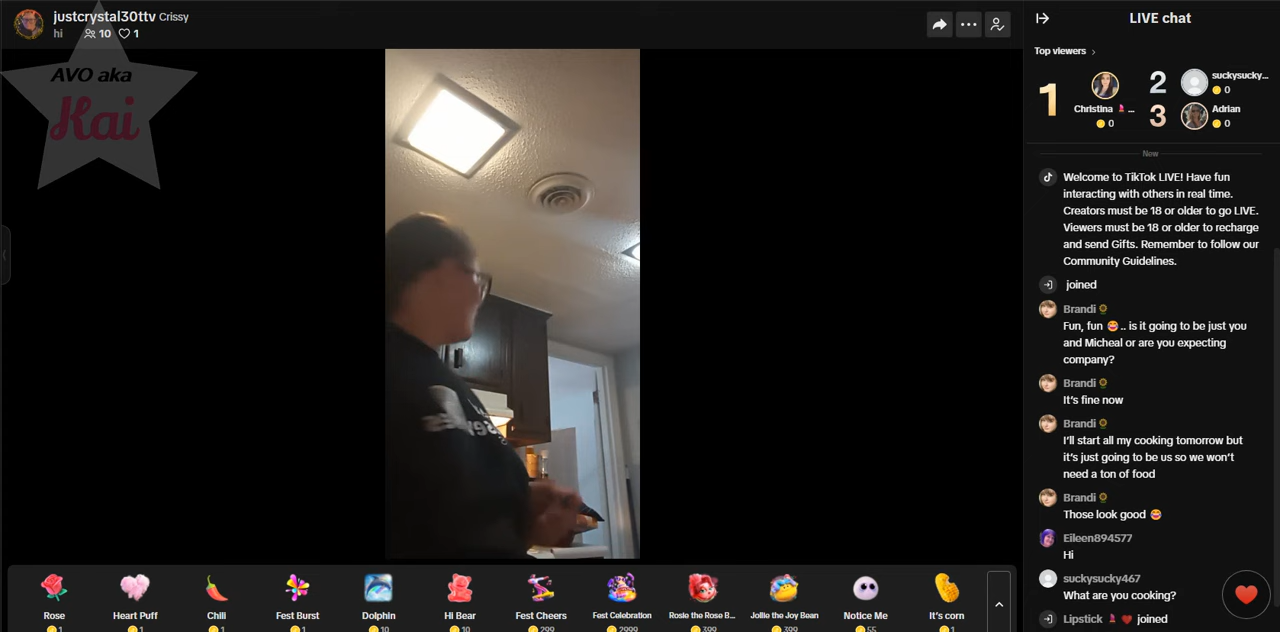 justcrystal30ttv Crissy
hi 10 1
AVO aka
Kai
LIVE chat
Top viewers
1 Christina ... 0
2 suckysucky... 0
3 Adrian 0
Now
Welcome to TikTok LIVE! Have fun
interacting with others in real time.
Creators must be 18 or older to go LIVE.
Viewers must be 18 or older to recharge
and send Gifts. Remember to follow our
Community Guidelines.
joined
Brandi
Fun, fun 😂 .. is it going to be just you
and Micheal or are you expecting
company?
Brandi
It's fine now
Brandi
I'll start all my cooking tomorrow but
it's just going to be us so we won't
need a ton of food
Brandi
Those look good 😂
Eileen894577
Hi
suckysucky467
What are you cooking?
Lipstick 💄 ❤️ joined
Rose
1
Heart Puff
1
Chili
1
Fest Burst
1
Dolphin
10
Hi Bear
10
Fest Cheers
299
Fest Celebration
2999
Rosie the Rose B...
399
Jollie the Joy Bean
399
Notice Me
55
It's corn
1